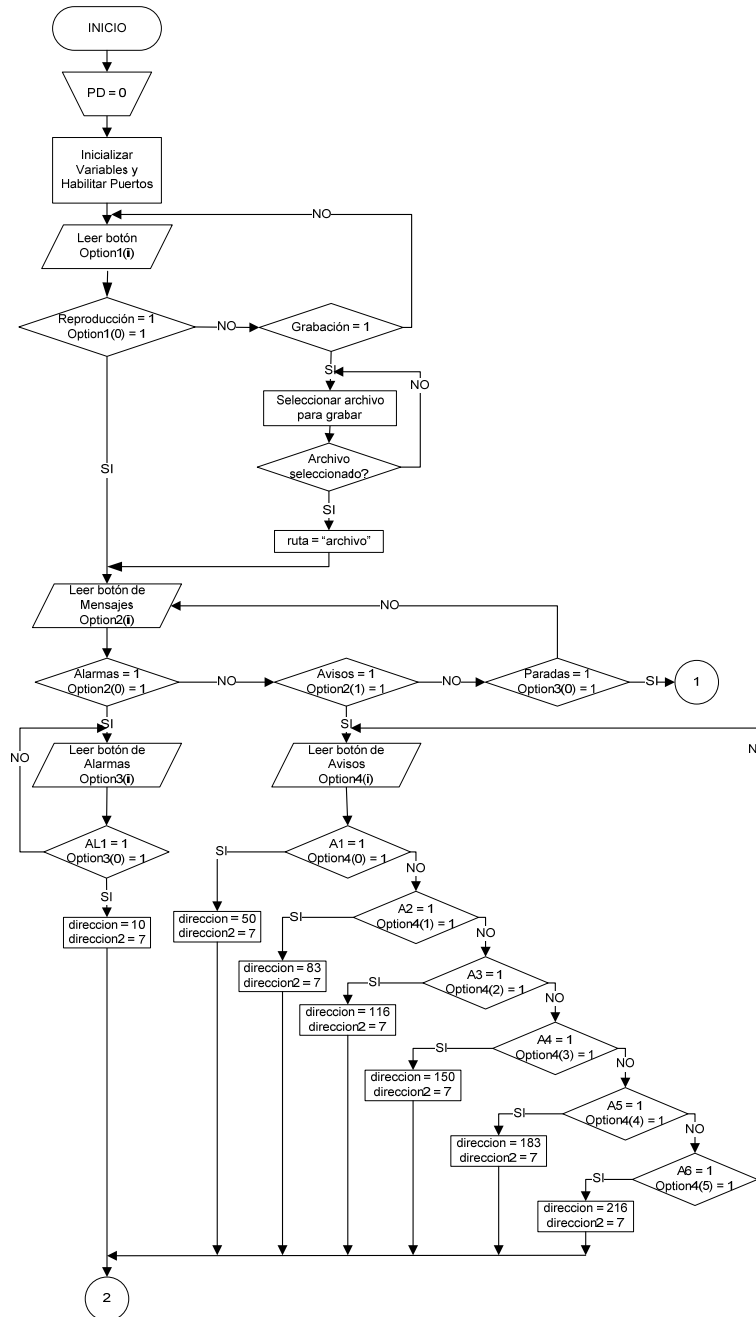 INICIO
PD = 0
Inicializar
Variables y
Habilitar Puertos
NO
Leer botón
Option1(i)
Reproducción = 1
Option1(0) = 1
NO
Grabación = 1
SI
NO
Seleccionar archivo
para grabar
Archivo
seleccionado?
SI
SI
ruta = “archivo”
Leer botón de
Mensajes
Option2(i)
NO
Alarmas = 1
Option2(0) = 1
NO
Avisos = 1
Option2(1) = 1
NO
Paradas = 1
Option3(0) = 1
SI
1
SI
SI
NO
Leer botón de
Alarmas
Option3(i)
Leer botón de
Avisos
Option4(i)
N
AL1 = 1
Option3(0) = 1
SI
A1 = 1
Option4(0) = 1
NO
SI
direccion = 10
direccion2 = 7
direccion = 50
direccion2 = 7
SI
A2 = 1
Option4(1) = 1
NO
direccion = 83
direccion2 = 7
SI
A3 = 1
Option4(2) = 1
NO
direccion = 116
direccion2 = 7
SI
A4 = 1
Option4(3) = 1
NO
direccion = 150
direccion2 = 7
SI
A5 = 1
Option4(4) = 1
NO
direccion = 183
direccion2 = 7
SI
A6 = 1
Option4(5) = 1
direccion = 216
direccion2 = 7
2